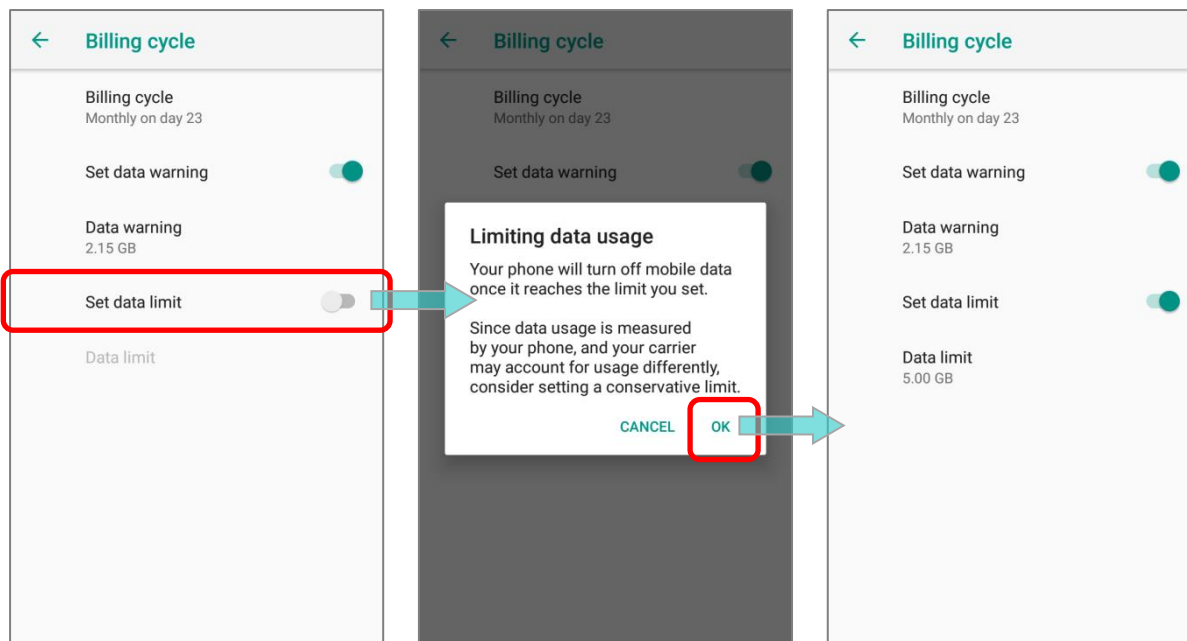 Billing cycle
Billing cycle
Monthly on day 23
Set data warning
Data warning
2.15 GB
Set data limit
Data limit
Billing cycle
Billing cycle
Monthly on day 23
Set data warning
Limiting data usage
Your phone will turn off mobile data
once it reaches the limit you set.
Since data usage is measured
by your phone, and your carrier
may account for usage differently,
consider setting a conservative limit.
CANCEL OK
Billing cycle
Billing cycle
Monthly on day 23
Set data warning
Data warning
2.15 GB
Set data limit
Data limit
5.00 GB